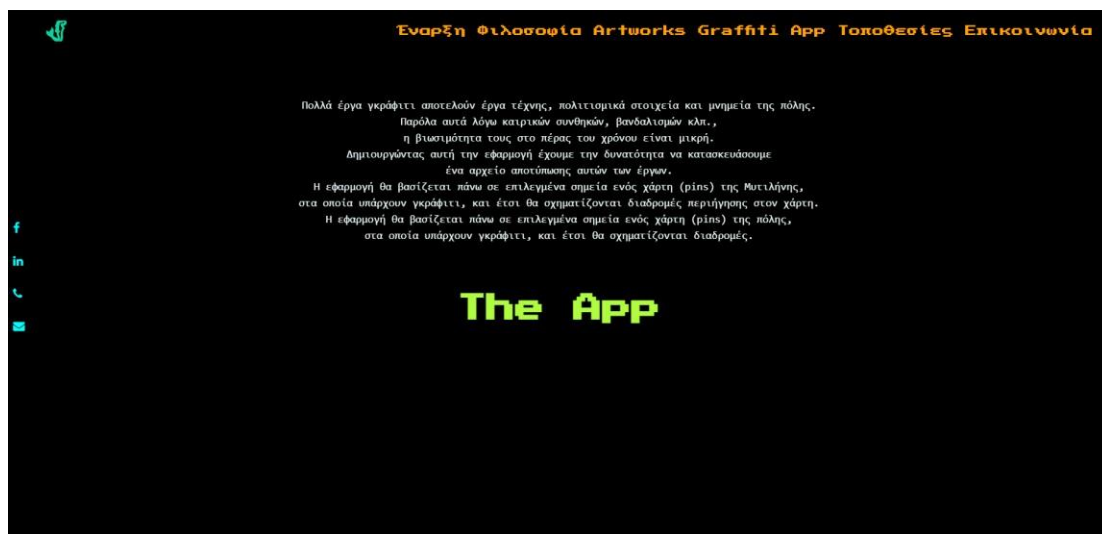 Έναρξη Φιλοσοφία Artworks Graffiti App Τοποθεσίες Επικοινωνία
Πολλά έργα γκράφιτι αποτελούν έργα τέχνης, πολιτισμικά στοιχεία και μνημεία της πόλης.
Παρόλα αυτά λόγω καιρικών συνθηκών, βανδαλισμών κλπ.,
η βιωσιμότητα τους στο πέρας του χρόνου είναι μικρή.
Δημιουργώντας αυτή την εφαρμογή έχουμε την δυνατότητα να κατασκευάσουμε
ένα αρχείο αποτύπωσης αυτών των έργων.
Η εφαρμογή θα βασίζεται πάνω σε επιλεγμένα σημεία ενός χάρτη (pins) της Μυτιλήνης,
στα οποία υπάρχουν γκράφιτι, και έτσι θα σχηματίζονται διαδρομές περιήγησης στον χάρτη.
Η εφαρμογή θα βασίζεται πάνω σε επιλεγμένα σημεία ενός χάρτη (pins) της πόλης,
στα οποία υπάρχουν γκράφιτι, και έτσι θα σχηματίζονται διαδρομές.
The App